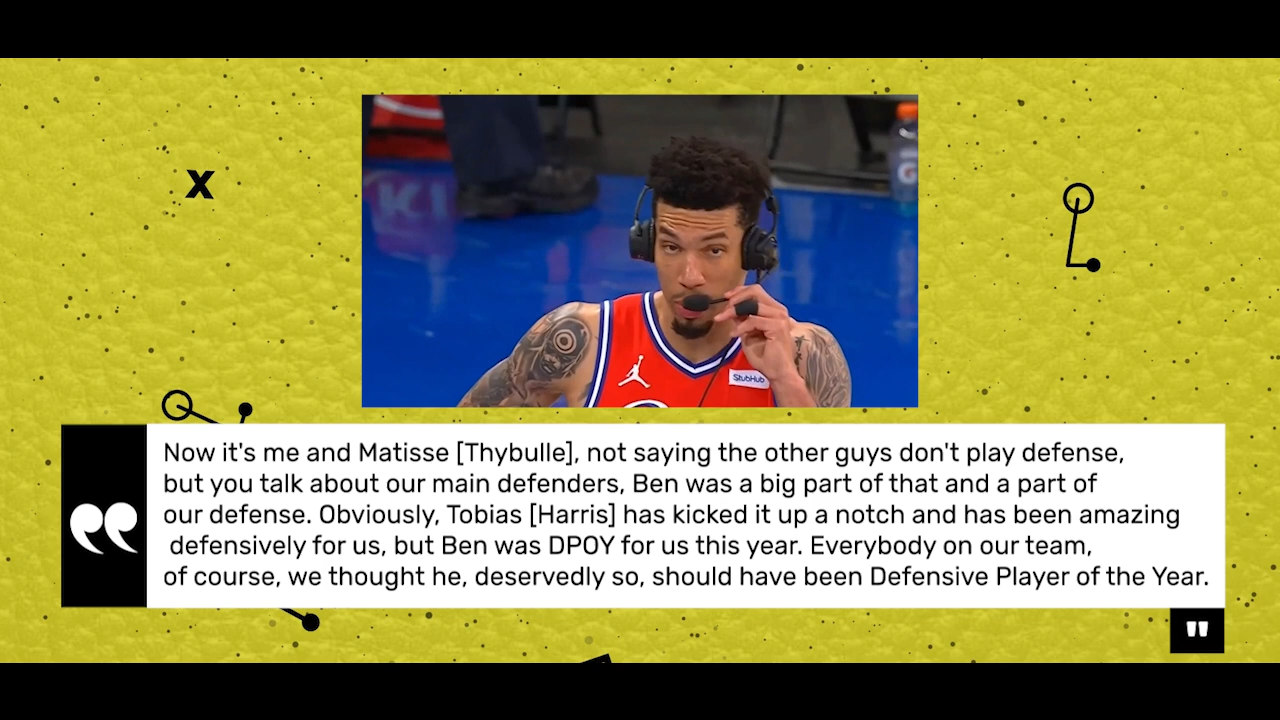 KI
G
StubHub
Now it's me and Matisse [Thybulle], not saying the other guys don't play defense,
but you talk about our main defenders, Ben was a big part of that and a part of
our defense. Obviously, Tobias [Harris] has kicked it up a notch and has been amazing
defensively for us, but Ben was DPOY for us this year. Everybody on our team,
of course, we thought he, deservedly so, should have been Defensive Player of the Year.